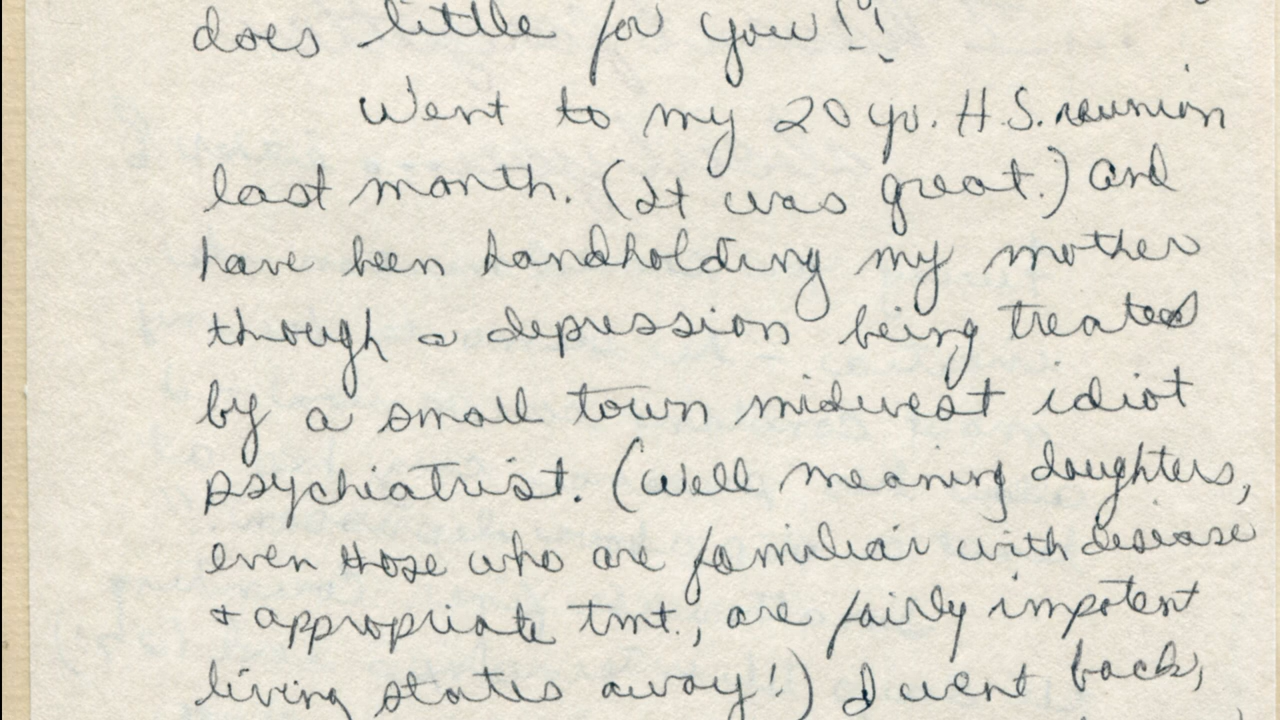 does little for you!!
Went to my 20 yr. H.S. reunion
last month. (It was great.) and
have been handholding my mother
through a depression being treated
by a small town midwest idiot
psychiatrist. (Well meaning daughters,
even those who are familiar with disease
+ appropriate tmt., are fairly impotent
living states away!) I went back,